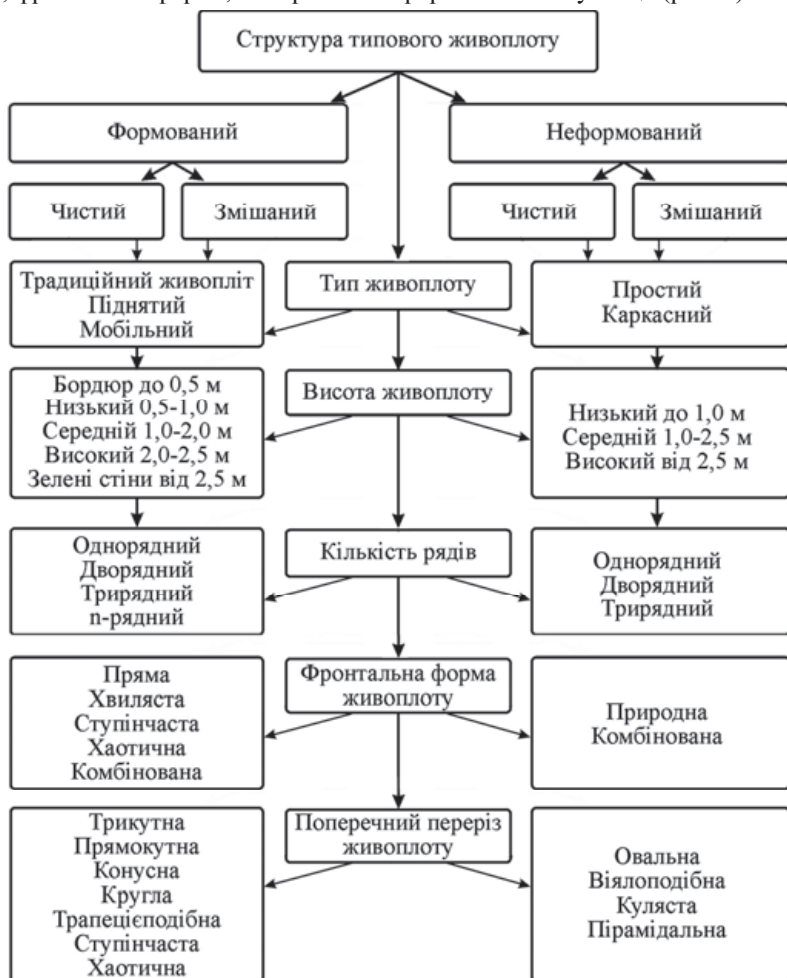 Структура типового живоплоту
Формований
Неформований
Чистий
Змішаний
Чистий
Змішаний
Традиційний живопліт
Піднятий
Мобільний
Тип живоплоту
Простий
Каркасний
Бордюр до 0,5 м
Низький 0,5-1,0 м
Середній 1,0-2,0 м
Високий 2,0-2,5 м
Зелені стіни від 2,5 м
Висота живоплоту
Низький до 1,0 м
Середній 1,0-2,5 м
Високий від 2,5 м
Однорядний
Дворядний
Трирядний
n-рядний
Кількість рядів
Однорядний
Дворядний
Трирядний
Пряма
Хвиляста
Ступінчаста
Хаотична
Комбінована
Фронтальна форма
живоплоту
Природна
Комбінована
Трикутна
Прямокутна
Конусна
Кругла
Трапецієподібна
Ступінчаста
Хаотична
Поперечний переріз
живоплоту
Овальна
Віялоподібна
Куляста
Пірамідальна